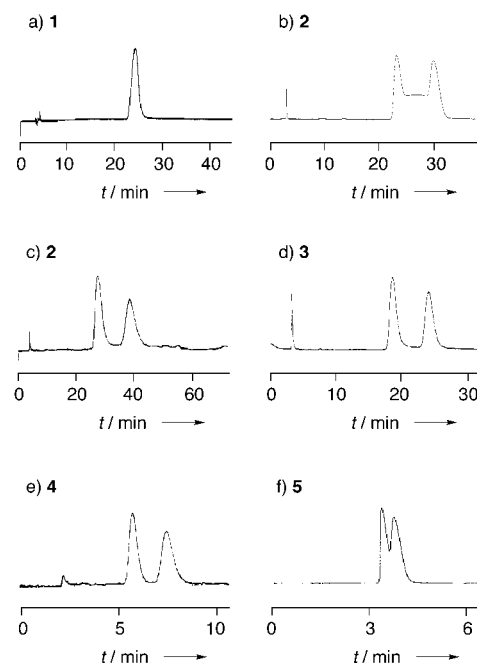 a) 1
b) 2
0 10 20 30 40
0 10 20 30
t / min
t / min
c) 2
d) 3
0 20 40 60
0 10 20 30
t / min
t / min
e) 4
f) 5
0 5 10
0 3 6
t / min
t / min